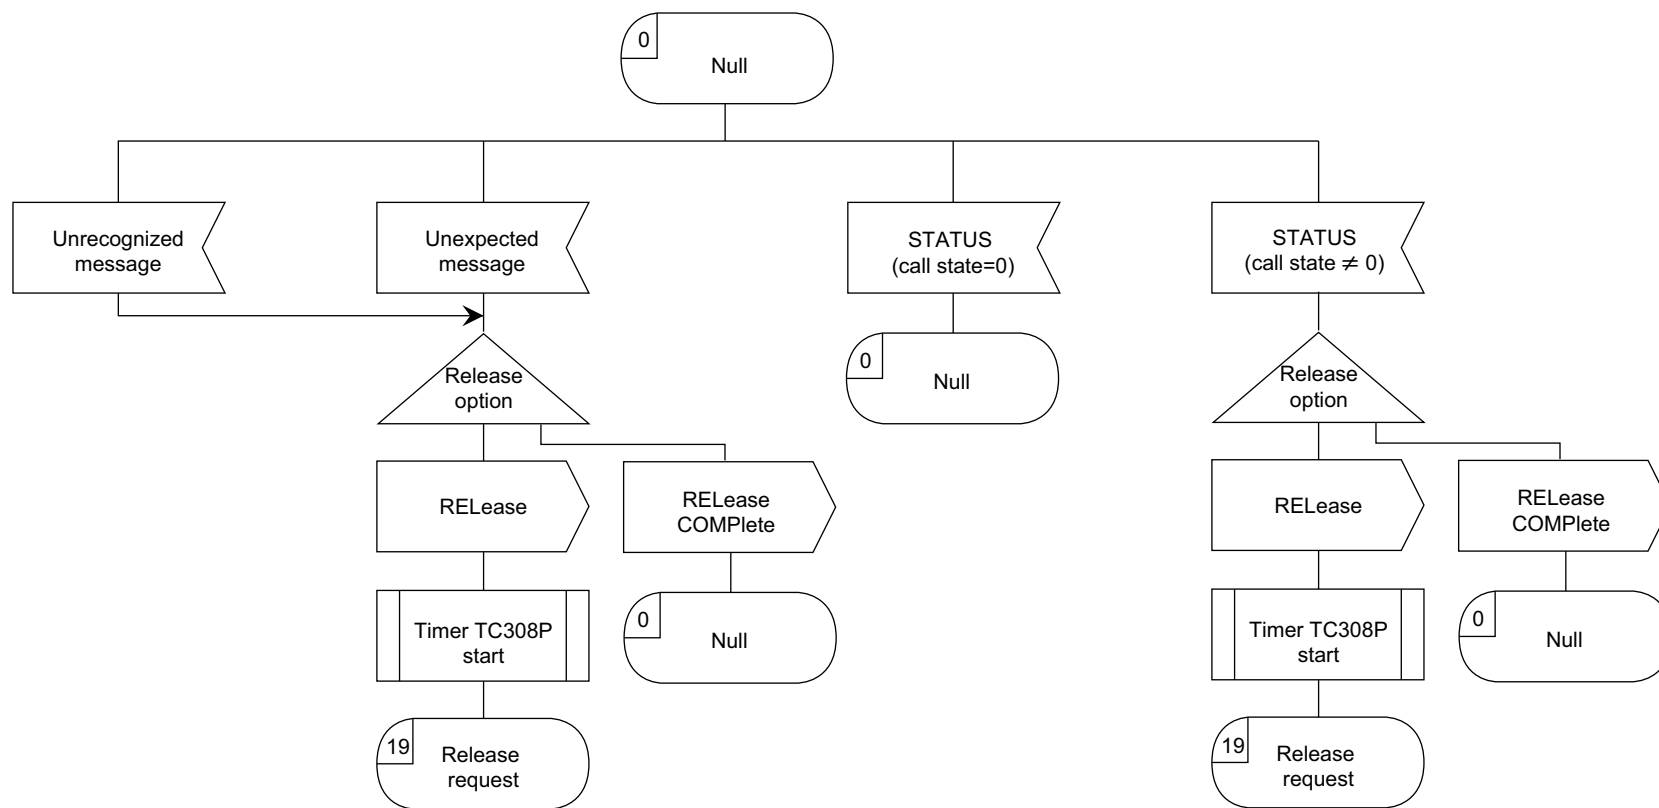 0
Null
Unrecognized
message
Unexpected
message
STATUS
(call state=0)
STATUS
(call state ≠ 0)
Release
option
0
Null
Release
option
RELease
RELease
COMPlete
RELease
RELease
COMPlete
Timer TC308P
start
0
Null
Timer TC308P
start
0
Null
19
Release
request
19
Release
request